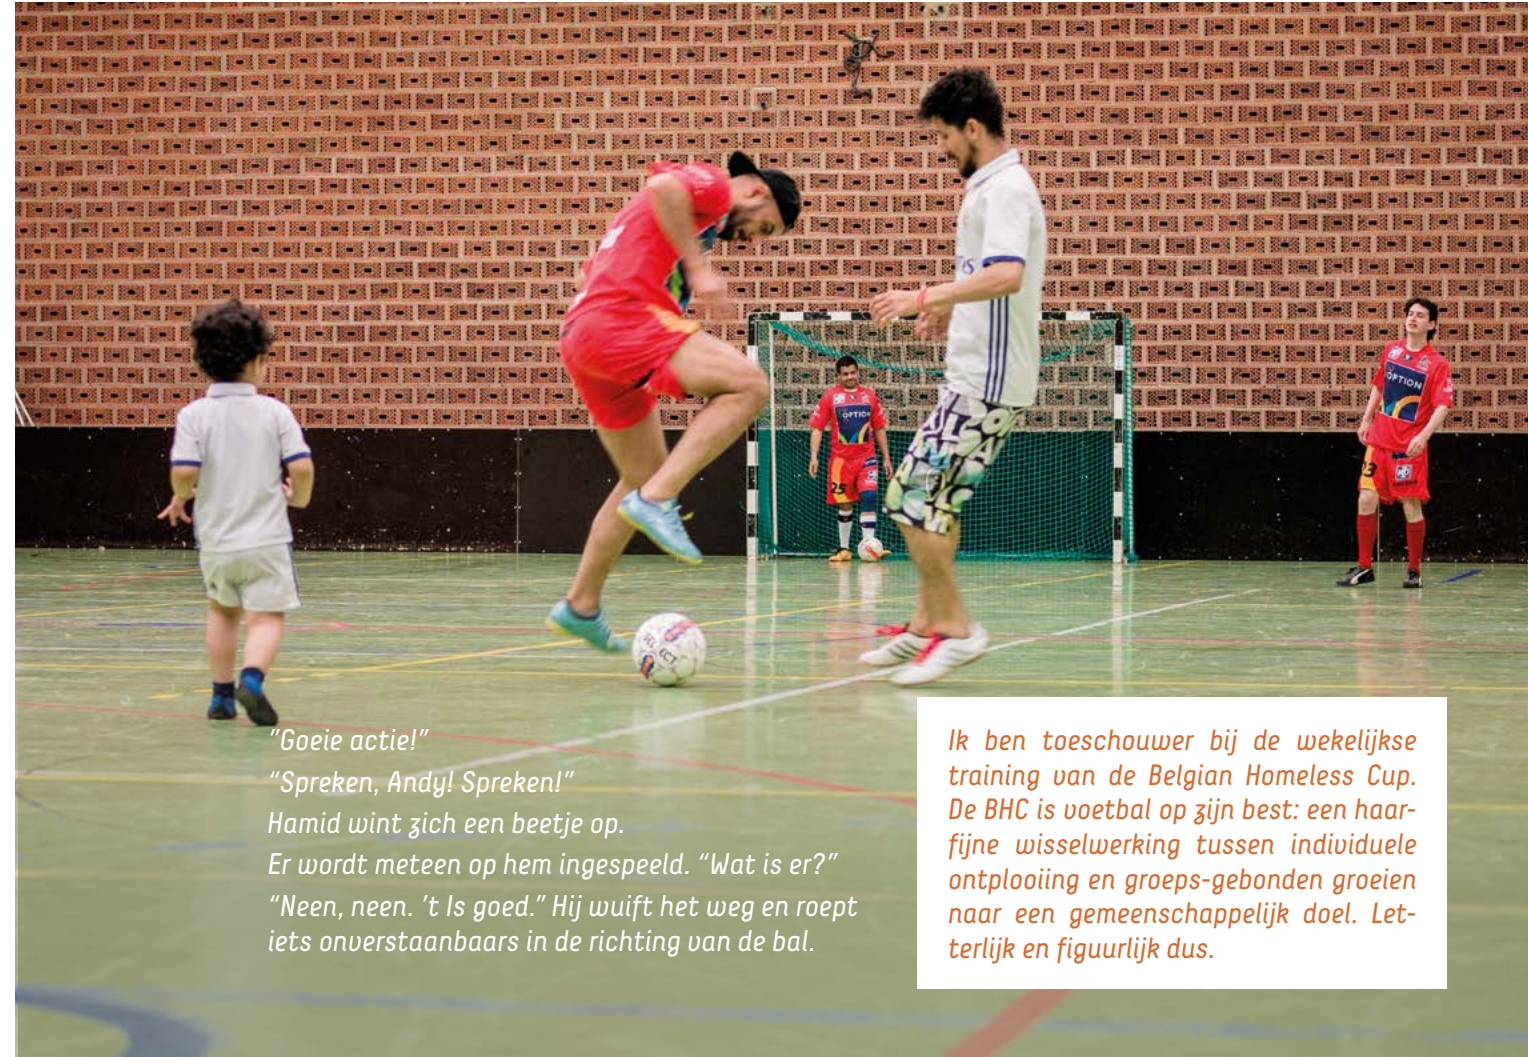 OPTION
OPTION
25
23
"Goeie actie!"
"Spreken, Andy! Spreken!"
Hamid wint zich een beetje op.
Er wordt meteen op hem ingespeeld. "Wat is er?"
"Neen, neen. 't Is goed." Hij wuift het weg en roept
iets onverstaanbaars in de richting van de bal.
Ik ben toeschouwer bij de wekelijkse
training van de Belgian Homeless Cup.
De BHC is voetbal op zijn best: een haar-
fijne wisselwerking tussen individuele
ontplooiing en groeps-gebonden groeien
naar een gemeenschappelijk doel. Let-
terlijk en figuurlijk dus.